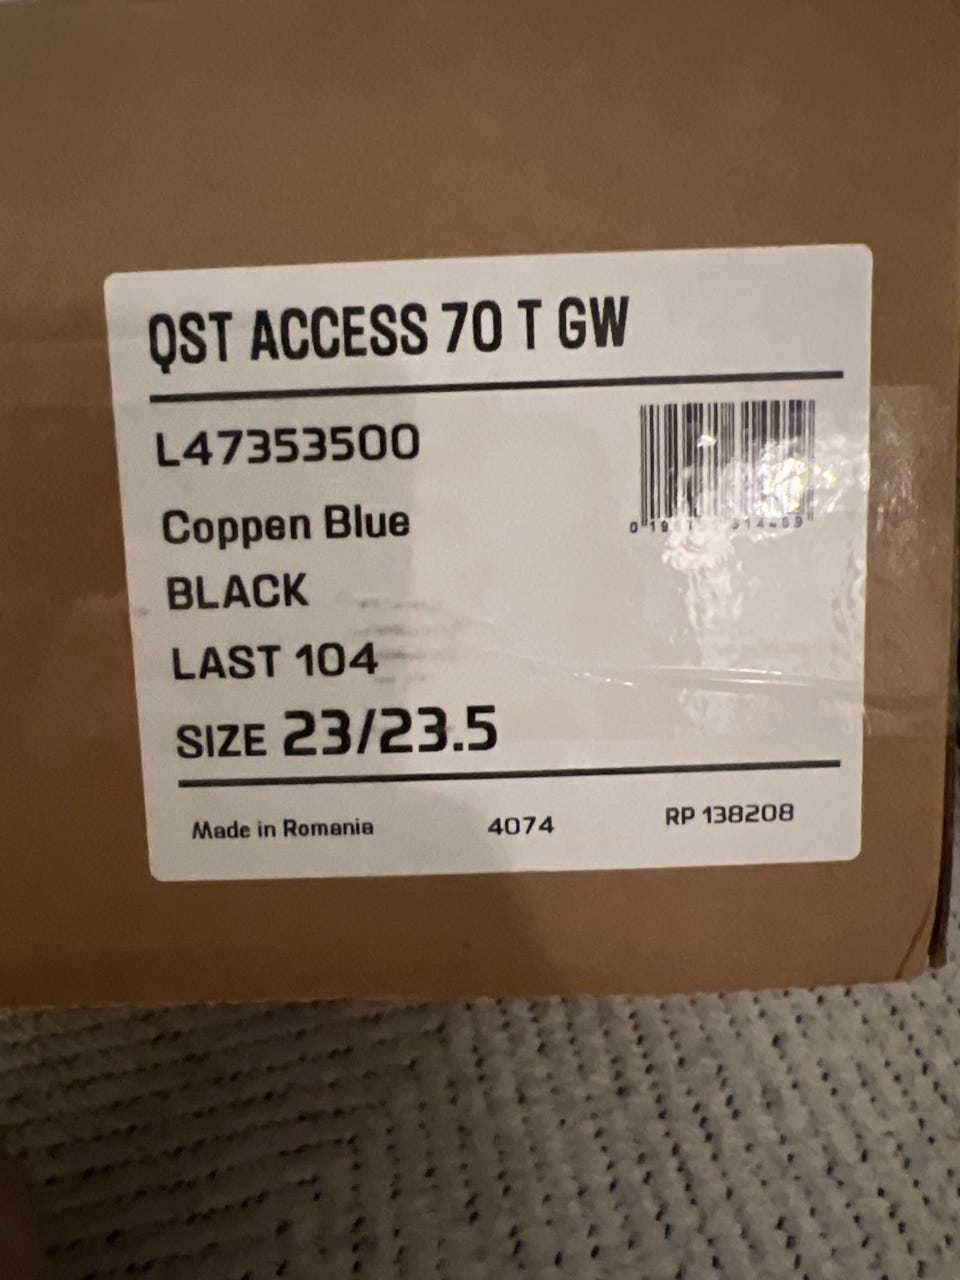 QST ACCESS 70 T GW
L47353500
Coppen Blue
BLACK
LAST 104
SIZE 23/23.5
Made in Romania 4074 RP 138208